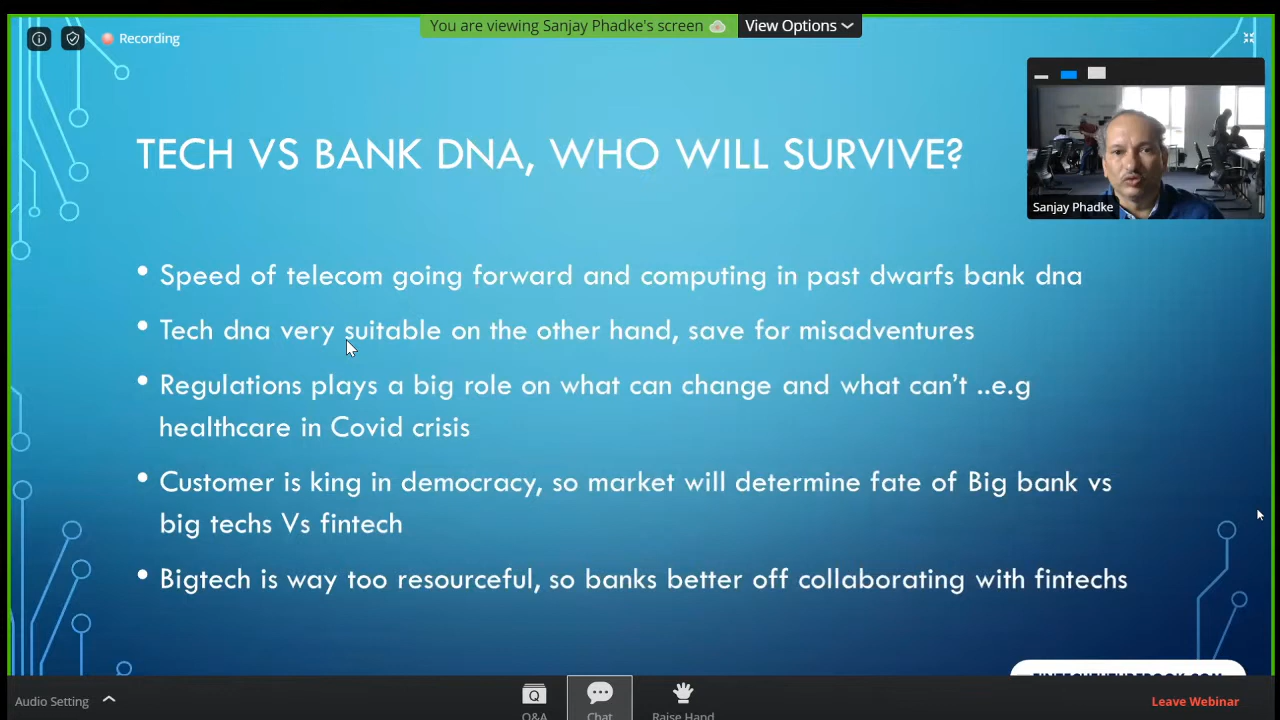 You are viewing Sanjay Phadke's screen
View Options
Recording
TECH VS BANK DNA, WHO WILL SURVIVE?
Sanjay Phadke
• Speed of telecom going forward and computing in past dwarfs bank dna
• Tech dna very suitable on the other hand, save for misadventures
• Regulations plays a big role on what can change and what can't ..e.g
healthcare in Covid crisis
• Customer is king in democracy, so market will determine fate of Big bank vs
big techs Vs fintech
• Bigtech is way too resourceful, so banks better off collaborating with fintechs
Audio Setting
Q
Q&A
Chat
Raise Hand
Leave Webinar